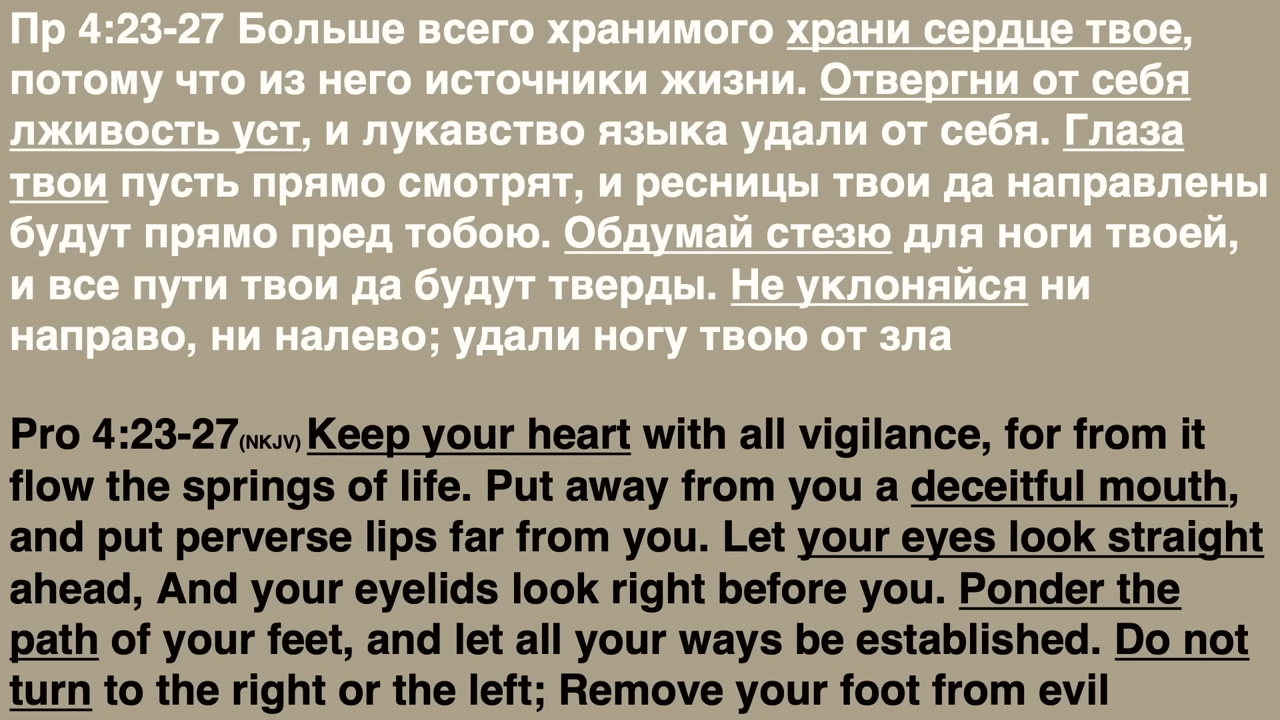 Пр 4:23-27 Больше всего хранимого храни сердце твое,
потому что из него источники жизни. Отвергни от себя
лживость уст, и лукавство языка удали от себя. Глаза
твои пусть прямо смотрят, и ресницы твои да направлены
будут прямо пред тобою. Обдумай стезю для ноги твоей,
и все пути твои да будут тверды. Не уклоняйся ни
направо, ни налево; удали ногу твою от зла
Pro 4:23-27(NKJV) Keep your heart with all vigilance, for from it
flow the springs of life. Put away from you a deceitful mouth,
and put perverse lips far from you. Let your eyes look straight
ahead, And your eyelids look right before you. Ponder the
path of your feet, and let all your ways be established. Do not
turn to the right or the left; Remove your foot from evil